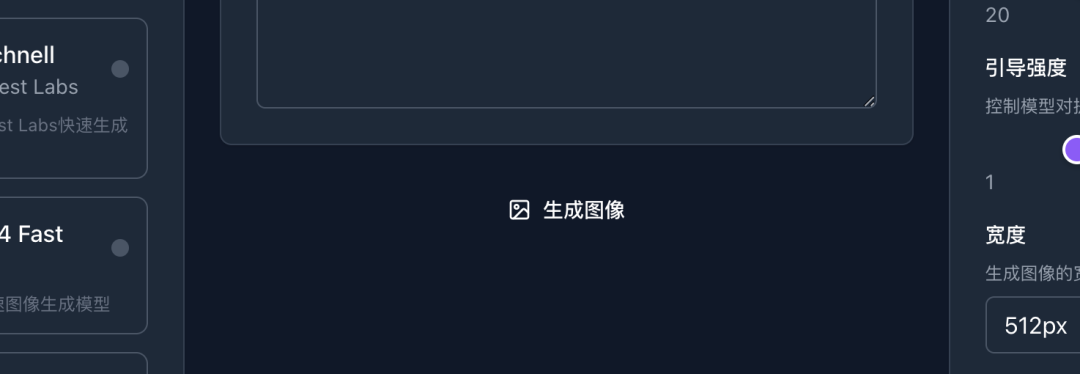 chnell
est Labs
st Labs快速生成
4 Fast
速图像生成模型
生成图像
20
引导强度
控制模型对
1
宽度
生成图像的宽
512px